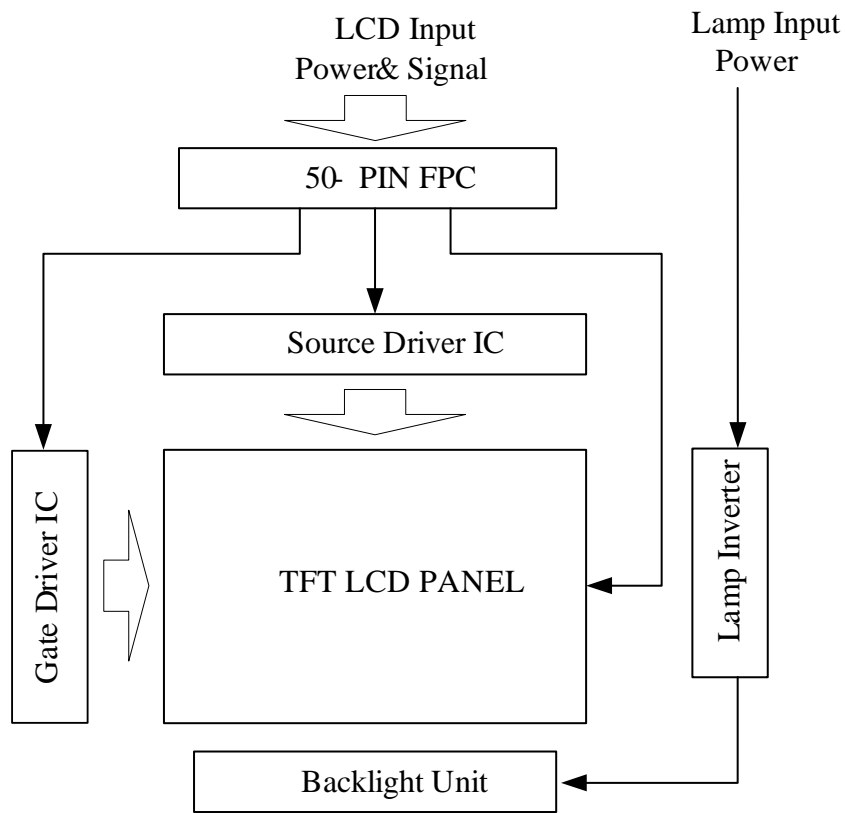 LCD Input
Power& Signal
Lamp Input
Power
50- PIN FPC
Source Driver IC
Gate Driver IC
TFT LCD PANEL
Lamp Inverter
Backlight Unit